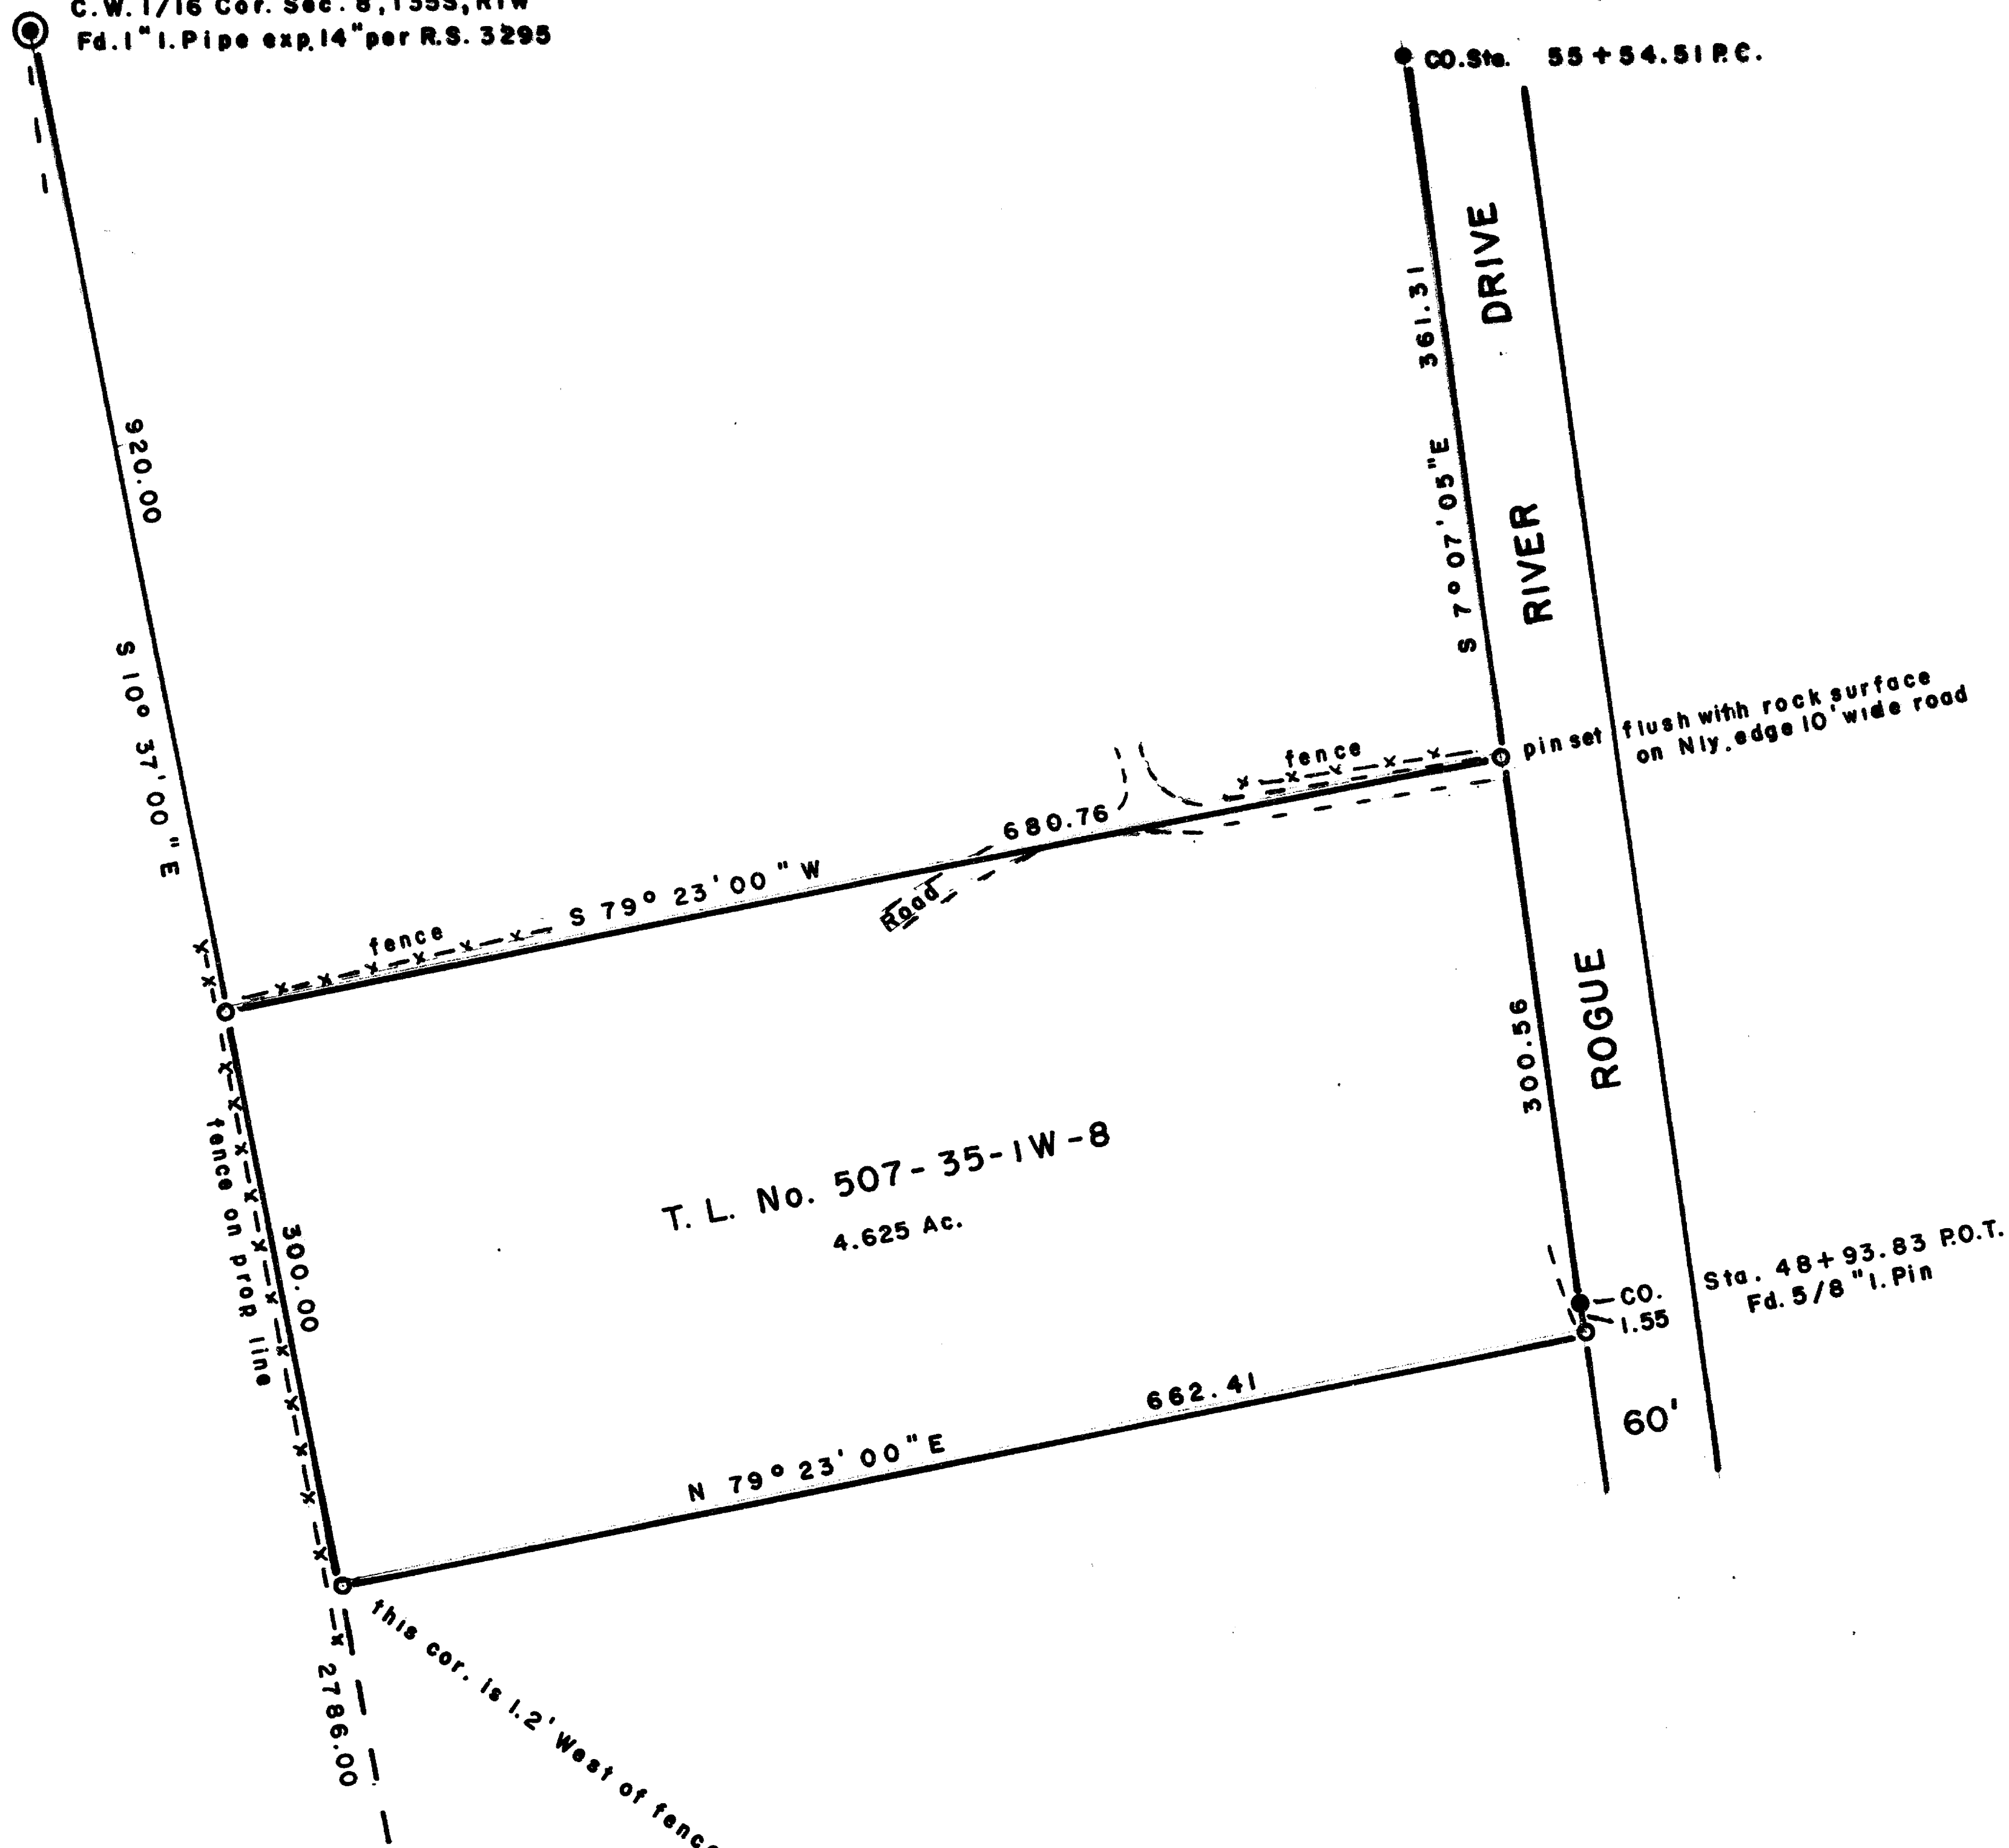 C.W. 1/16 Cor. Sec. 8, T35S, R1W
Fd. 1" I. Pipe exp. 14" per R.S. 3295
CO. Sta. 55+54.51 P.C.
361.31
S 7° 07' 05" E
DRIVE
RIVER
ROGUE
920.00
S 10° 37' 00" E
pin set flush with rock surface
on Nly. edge 10' wide road
fence
680.76
S 79° 23' 00" W
Road
fence
300.56
fence on prop. line
300.00
T. L. No. 507-35-1W-8
4.625 Ac.
CO.
1.55
Sta. 48+93.83 P.O.T.
Fd. 5/8" I. Pin
662.41
N 79° 23' 00" E
60'
this cor. is 1.2' West of fence
2786.00